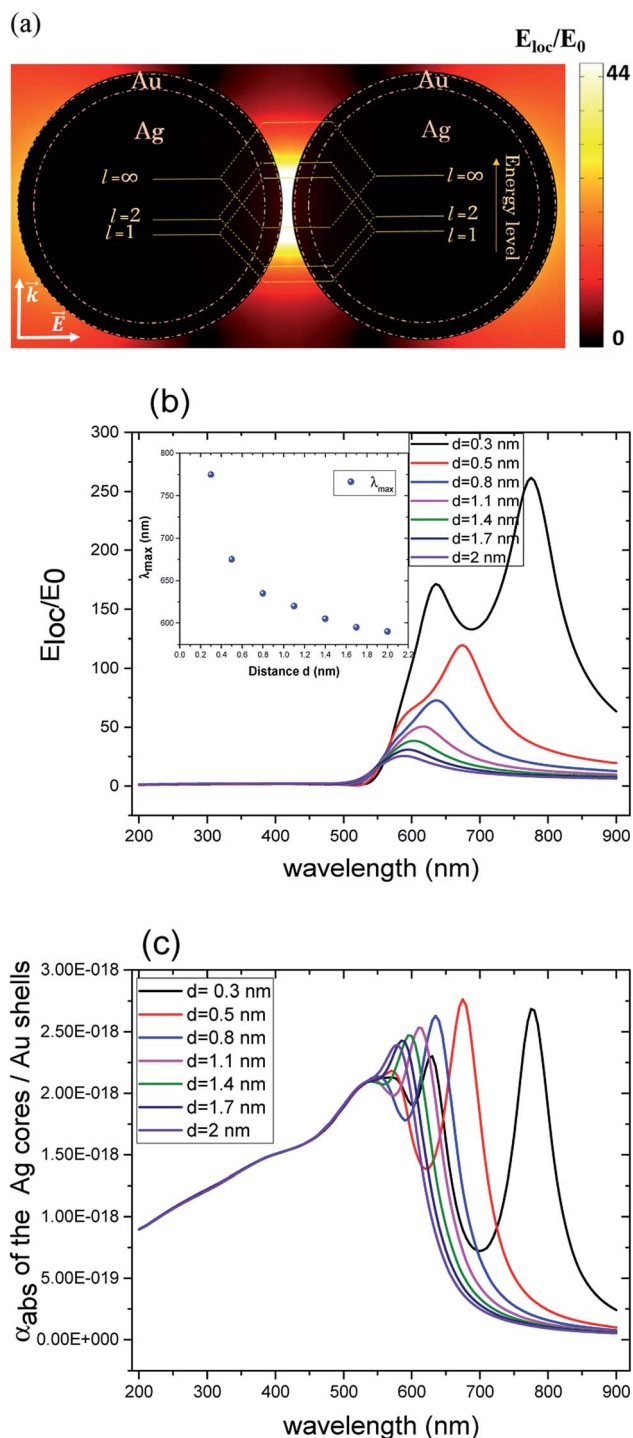 (a)
E_loc/E_0
Au
Au
44
Ag
Ag
l=∞
l=∞
l=2
l=2
l=1
l=1
Energy level
k
E
0
(b)
E_loc/E_0
300
250
200
150
100
50
0
d=0.3 nm
d=0.5 nm
d=0.8 nm
d=1.1 nm
d=1.4 nm
d=1.7 nm
d=2 nm
λ_max (nm)
800
750
700
650
600
λ_max
0.0 0.2 0.4 0.6 0.8 1.0 1.2 1.4 1.6 1.8 2.0 2.2
Distance d (nm)
200 300 400 500 600 700 800 900
wavelength (nm)
(c)
α_abs of the Ag cores / Au shells
3.00E-018
2.50E-018
2.00E-018
1.50E-018
1.00E-018
5.00E-019
0.00E+000
d= 0.3 nm
d=0.5 nm
d=0.8 nm
d=1.1 nm
d=1.4 nm
d=1.7 nm
d=2 nm
200 300 400 500 600 700 800 900
wavelength (nm)